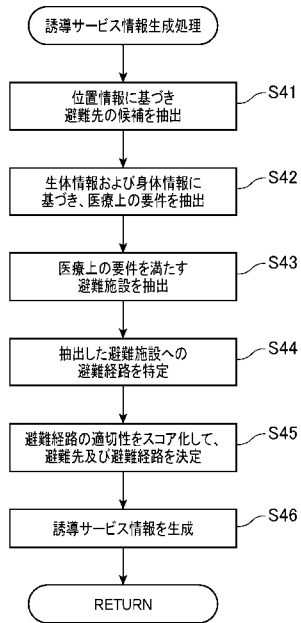 誘導サービス情報生成処理
位置情報に基づき
避難先の候補を抽出
S41
生体情報および身体情報に
基づき、医療上の要件を抽出
S42
医療上の要件を満たす
避難施設を抽出
S43
抽出した避難施設への
避難経路を特定
S44
避難経路の適切性をスコア化して、
避難先及び避難経路を決定
S45
誘導サービス情報を生成
S46
RETURN